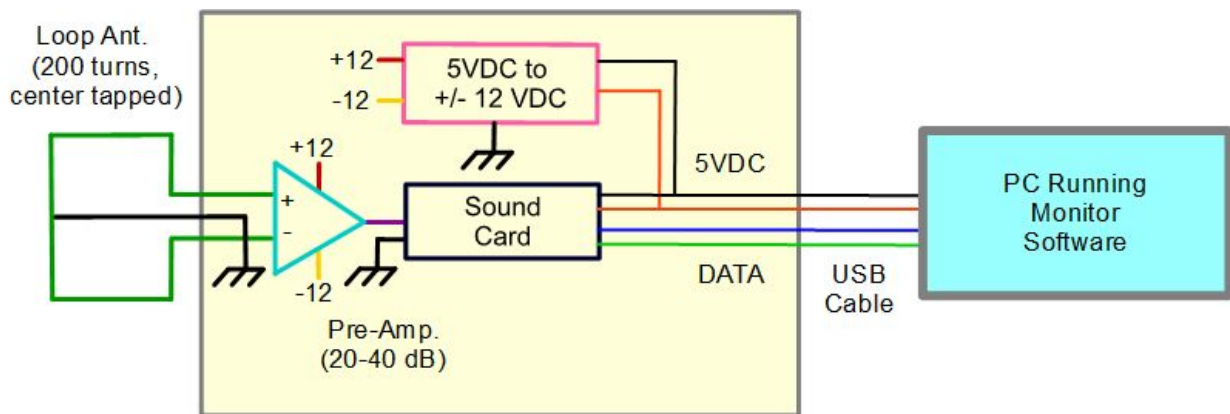 Loop Ant.
(200 turns,
center tapped)
+12
-12
5VDC to
+/- 12 VDC
+12
+
-
-12
Pre-Amp.
(20-40 dB)
Sound
Card
5VDC
DATA
USB
Cable
PC Running
Monitor
Software